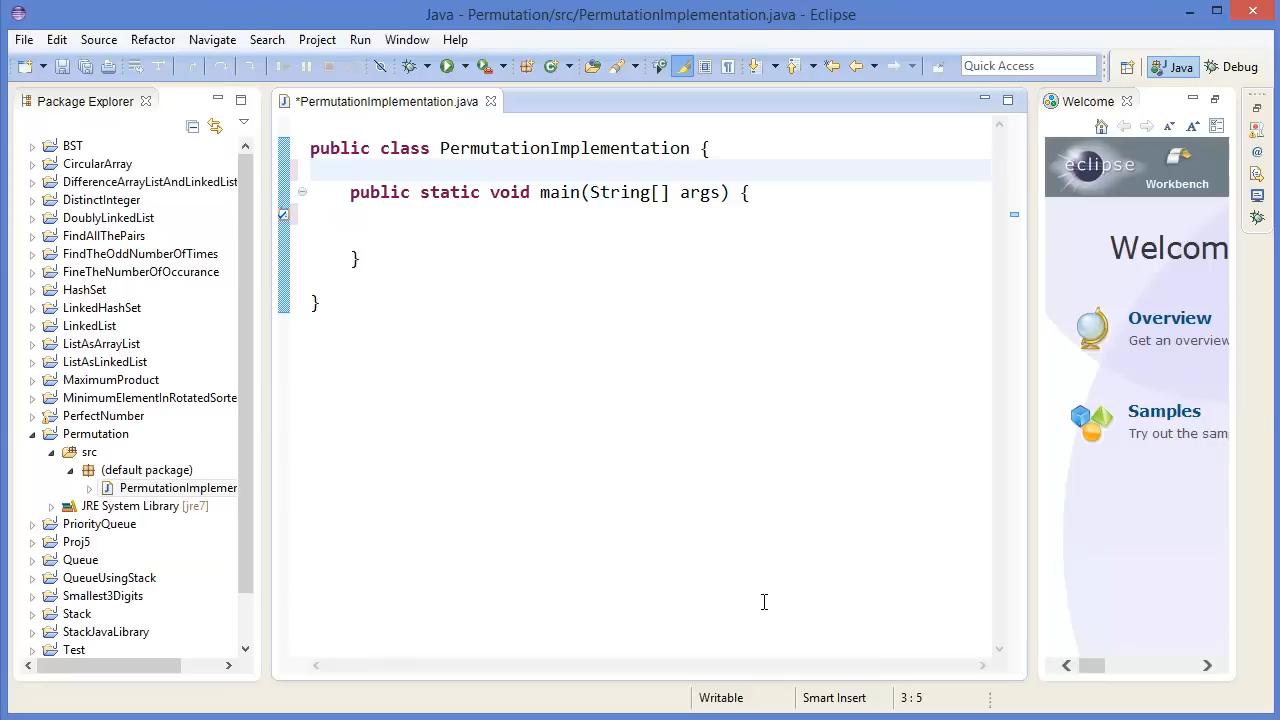 Java - Permutation/src/PermutationImplementation.java - Eclipse
File Edit Source Refactor Navigate Search Project Run Window Help
Quick Access
Java
Debug
Package Explorer
BST
CircularArray
DifferenceArrayListAndLinkedList
DistinctInteger
DoublyLinkedList
FindAllThePairs
FindTheOddNumberOfTimes
FineTheNumberOfOccurance
HashSet
LinkedHashSet
LinkedList
ListAsArrayList
ListAsLinkedList
MaximumProduct
MinimumElementInRotatedSorte
PerfectNumber
Permutation
src
(default package)
PermutationImplemer
JRE System Library [jre7]
PriorityQueue
Proj5
Queue
QueueUsingStack
Smallest3Digits
Stack
StackJavaLibrary
Test
*PermutationImplementation.java
public class PermutationImplementation {
public static void main(String[] args) {
}
}
Welcome
eclipse
Workbench
Welcom
Overview
Get an overview
Samples
Try out the sam
Writable
Smart Insert
3 : 5